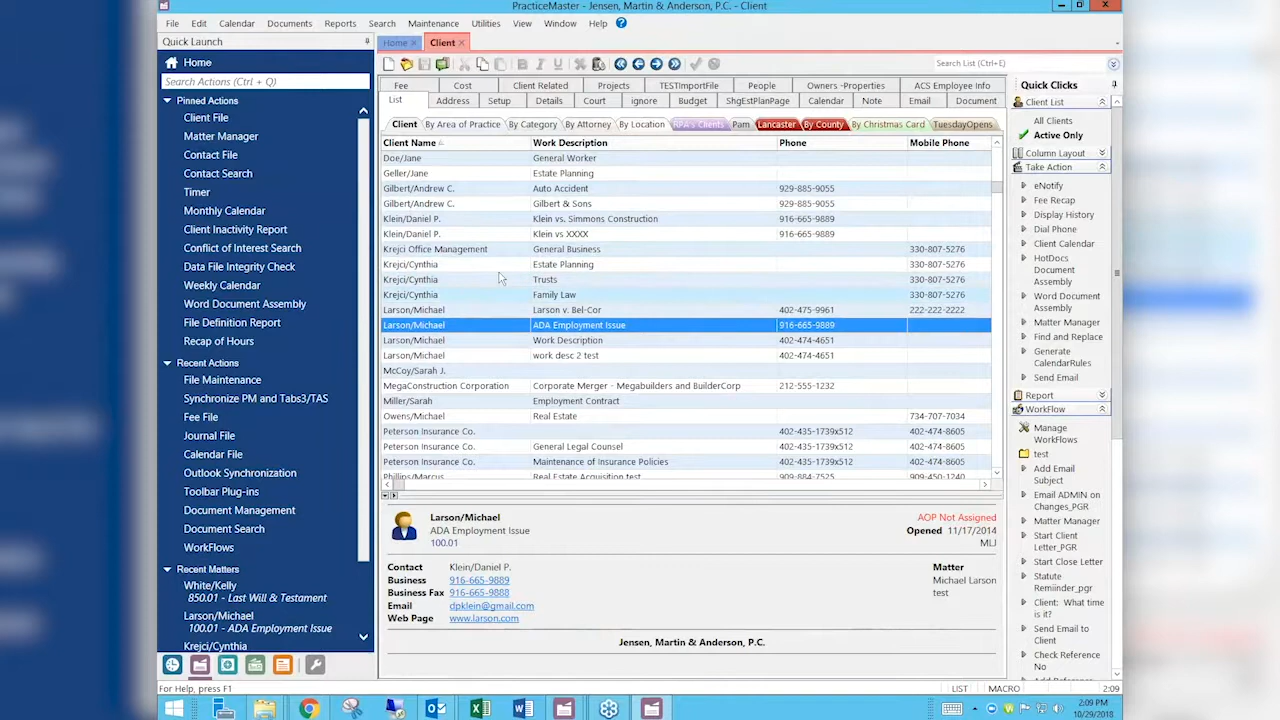 PracticeMaster - Jensen, Martin & Anderson, P.C. - Client
File Edit Calendar Documents Reports Search Maintenance Utilities View Window Help
Quick Launch
Home
Search Actions (Ctrl + Q)
Pinned Actions
Client File
Matter Manager
Contact File
Contact Search
Timer
Monthly Calendar
Client Inactivity Report
Conflict of Interest Search
Data File Integrity Check
Weekly Calendar
Word Document Assembly
File Definition Report
Recap of Hours
Recent Actions
File Maintenance
Synchronize PM and Tabs3/TAS
Fee File
Journal File
Calendar File
Outlook Synchronization
Toolbar Plug-ins
Document Management
Document Search
WorkFlows
Recent Matters
White/Kelly
850.01 - Last Will & Testament
Larson/Michael
100.01 - ADA Employment Issue
Krejci/Cynthia
Home Client
Search List (Ctrl+E)
Fee Cost Client Related Projects TESTImportFile People Owners -Properties ACS Employee Info
List Address Setup Details Court ignore Budget ShgEstPlanPage Calendar Note Email Document
Client By Area of Practice By Category By Attorney By Location RPA's Clients Pam Lancaster By County By Christmas Card TuesdayOpens
Client Name Work Description Phone Mobile Phone
Doe/Jane General Worker
Geller/Jane Estate Planning
Gilbert/Andrew C. Auto Accident 929-885-9055
Gilbert/Andrew C. Gilbert & Sons 929-885-9055
Klein/Daniel P. Klein vs. Simmons Construction 916-665-9889
Klein/Daniel P. Klein vs XXXX 916-665-9889
Krejci Office Management General Business 330-807-5276
Krejci/Cynthia Estate Planning 330-807-5276
Krejci/Cynthia Trusts 330-807-5276
Krejci/Cynthia Family Law 330-807-5276
Larson/Michael Larson v. Bel-Cor 402-475-9961 222-222-2222
Larson/Michael ADA Employment Issue 916-665-9889
Larson/Michael Work Description 402-474-4651
Larson/Michael work desc 2 test 402-474-4651
McCoy/Sarah J.
MegaConstruction Corporation Corporate Merger - Megabuilders and BuilderCorp 212-555-1232
Miller/Sarah Employment Contract
Owens/Michael Real Estate 734-707-7034
Peterson Insurance Co. 402-435-1739x512 402-474-8605
Peterson Insurance Co. General Legal Counsel 402-435-1739x512 402-474-8605
Peterson Insurance Co. Maintenance of Insurance Policies 402-435-1739x512 402-474-8605
Phillips/Marcus Real Estate Acquisition test 909-884-7525 909-450-1240
Larson/Michael AOP Not Assigned
ADA Employment Issue Opened 11/17/2014
100.01 MLJ
Contact Klein/Daniel P. Matter
Business 916-665-9889 Michael Larson
Business Fax 916-665-9888 test
Email dpklein@gmail.com
Web Page www.larson.com
Jensen, Martin & Anderson, P.C.
Quick Clicks
Client List
All Clients
Active Only
Column Layout
Take Action
eNotify
Fee Recap
Display History
Dial Phone
Client Calendar
HotDocs
Document
Assembly
Word Document
Assembly
Matter Manager
Find and Replace
Generate
CalendarRules
Send Email
Report
WorkFlow
Manage
WorkFlows
test
Add Email
Subject
Email ADMIN on
Changes_PGR
Matter Manager
Start Client
Letter_PGR
Start Close Letter
Statute
Remiinder_pgr
Client: What time
is it?
Send Email to
Client
Check Reference
No
For Help, press F1 LIST MACRO 2:09
2:09 PM
10/29/2018